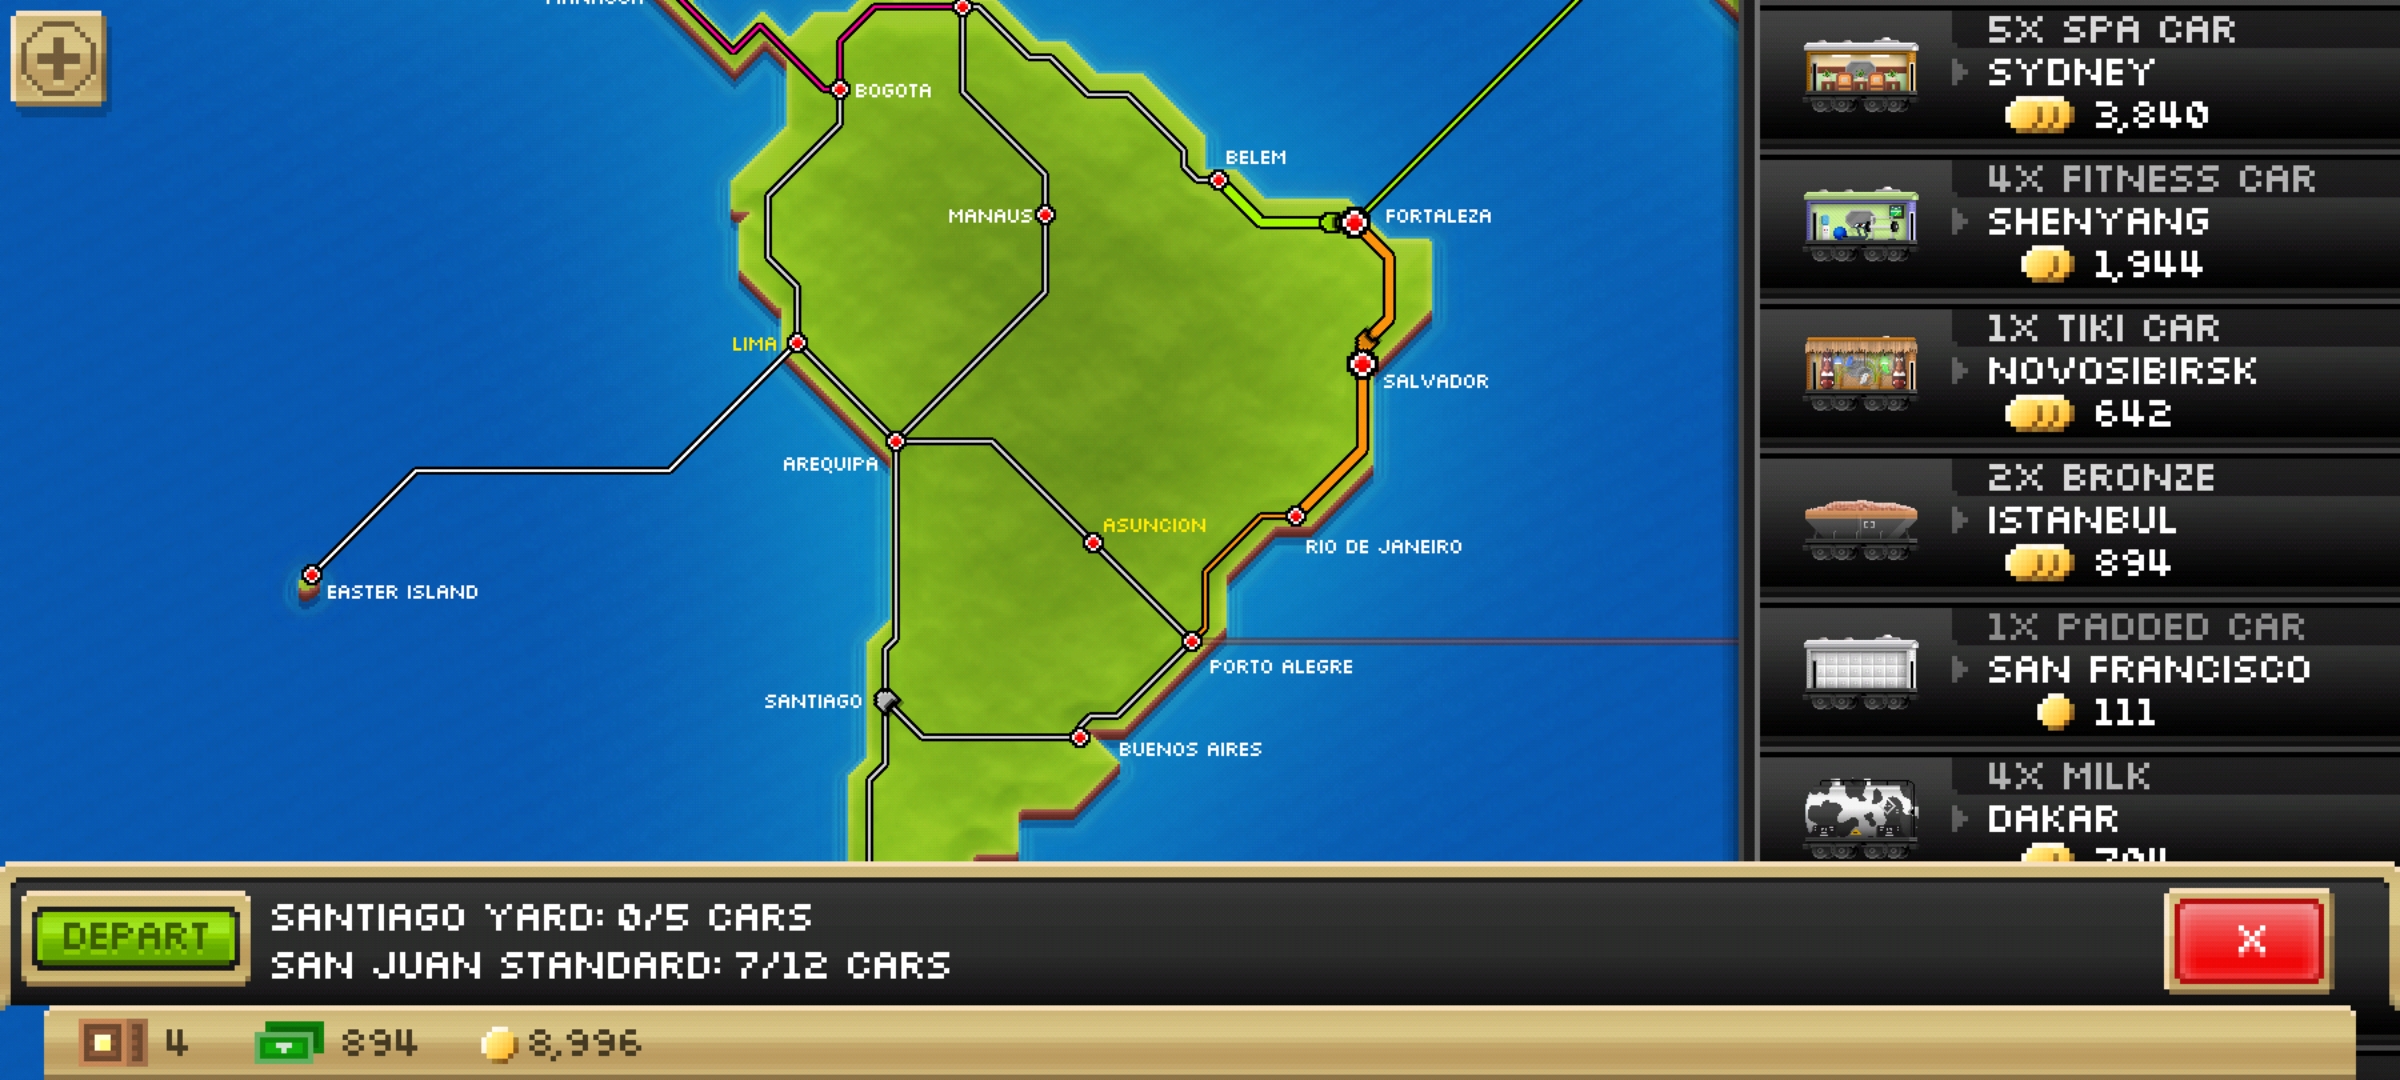 BOGOTA
BELEM
MANAUS
FORTALEZA
LIMA
SALVADOR
AREQUIPA
ASUNCION
RIO DE JANEIRO
EASTER ISLAND
PORTO ALEGRE
SANTIAGO
BUENOS AIRES
5X SPA CAR
SYDNEY
3,840
4X FITNESS CAR
SHENYANG
1,944
1X TIKI CAR
NOVOSIBIRSK
642
2X BRONZE
ISTANBUL
894
1X PADDED CAR
SAN FRANCISCO
111
4X MILK
DAKAR
DEPART
SANTIAGO YARD: 0/5 CARS
SAN JUAN STANDARD: 7/12 CARS
X
4
894
8,996